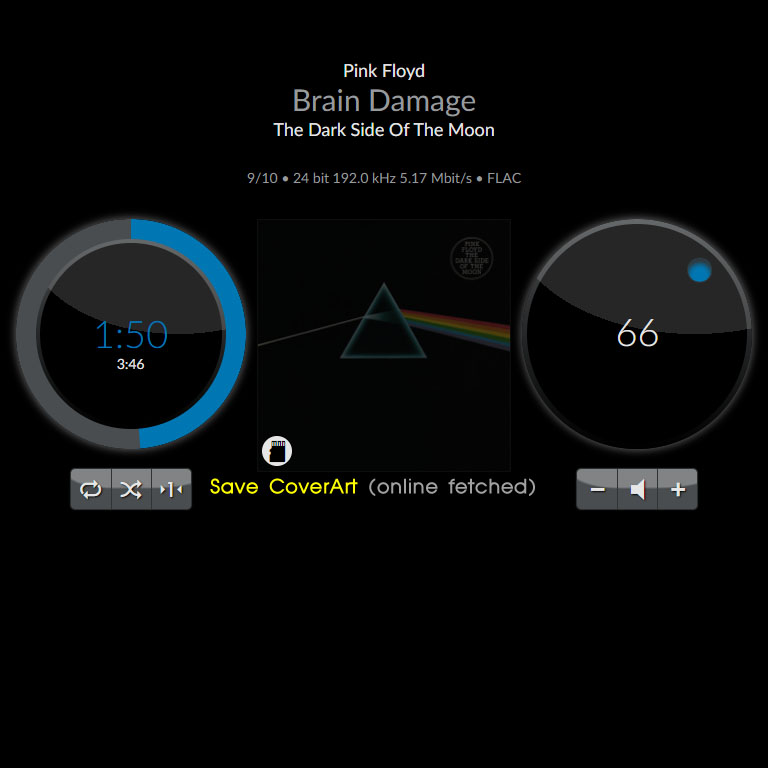 Pink Floyd
Brain Damage
The Dark Side Of The Moon
9/10 • 24 bit 192.0 kHz 5.17 Mbit/s • FLAC
PINK
FLOYD
THE
DARK SIDE
OF THE
MOON
1:50
3:46
66
1
Save CoverArt (online fetched)
− +